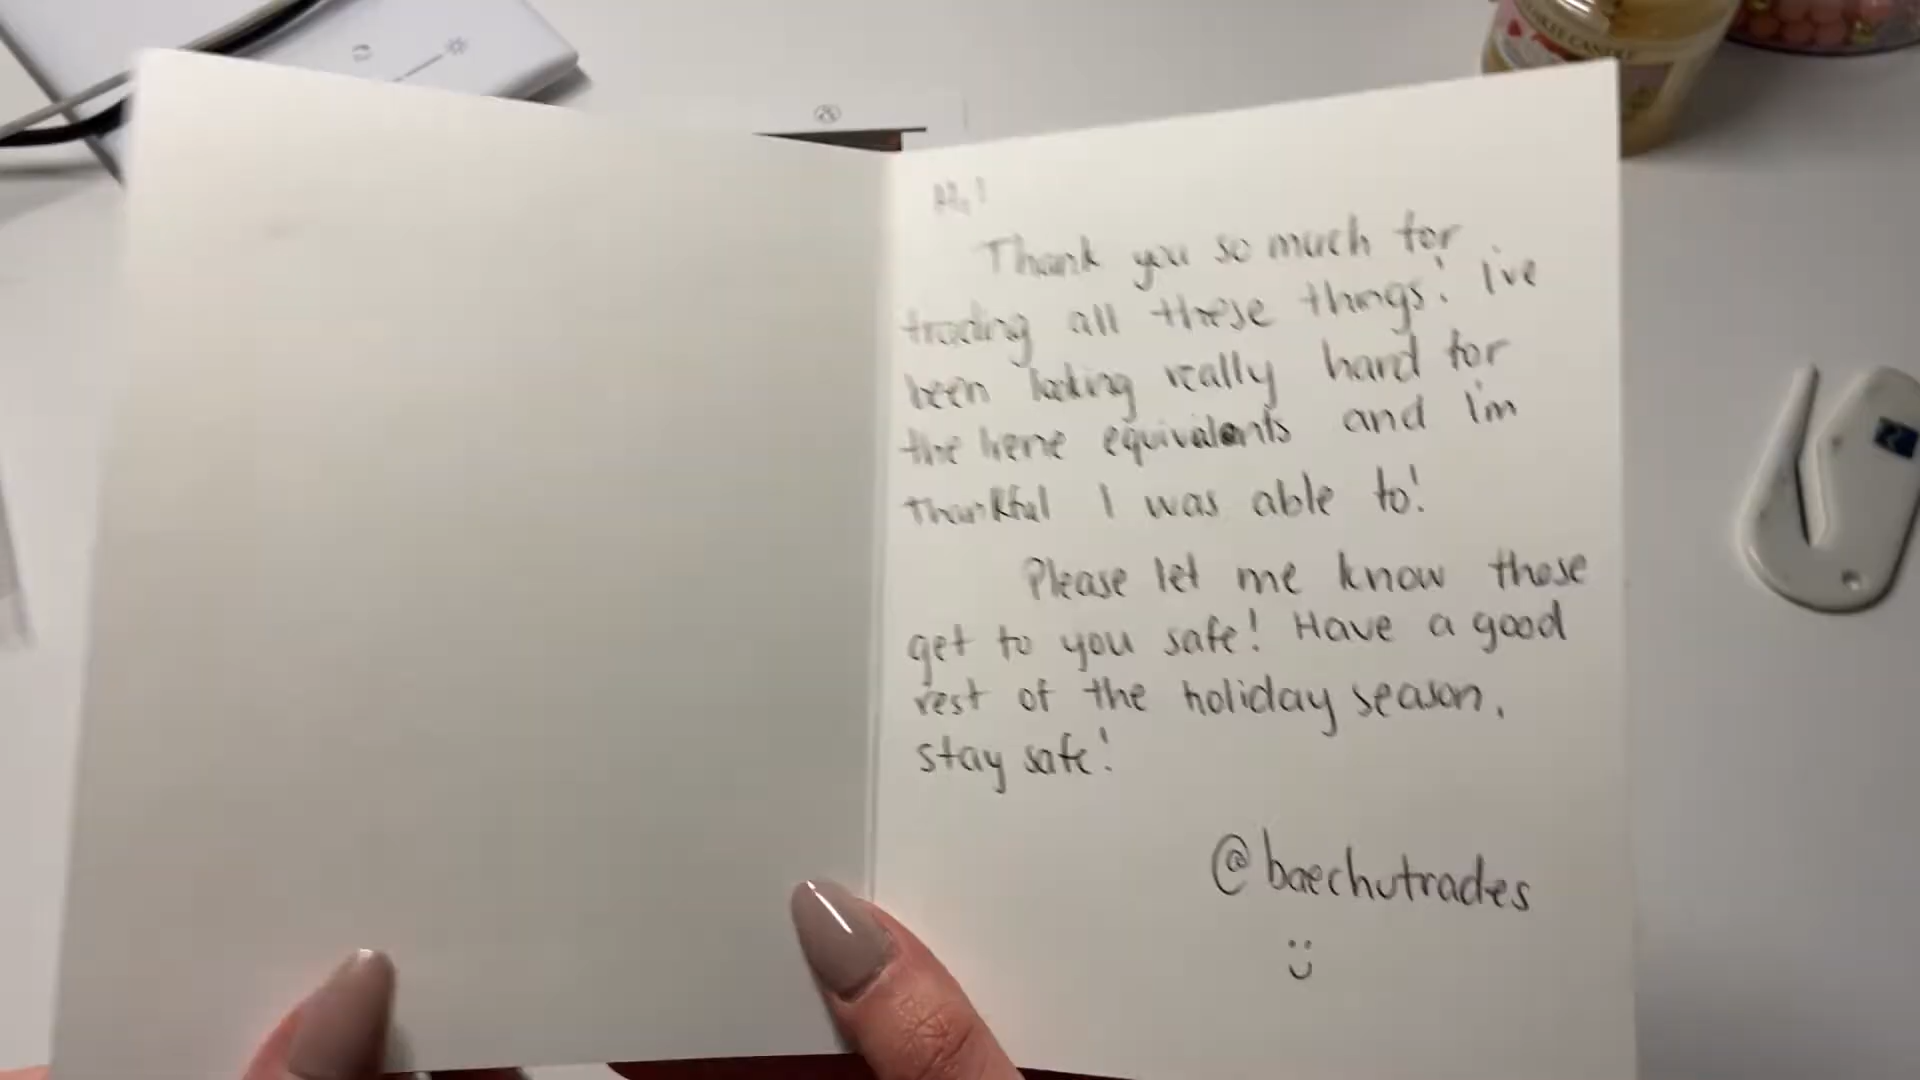 Hi!
Thank you so much for
trading all these things! I've
been looking really hard for
the Irene equivalents and I'm
thankful I was able to!
Please let me know these
get to you safe! Have a good
rest of the holiday season,
stay safe!
@baechutrades
:)